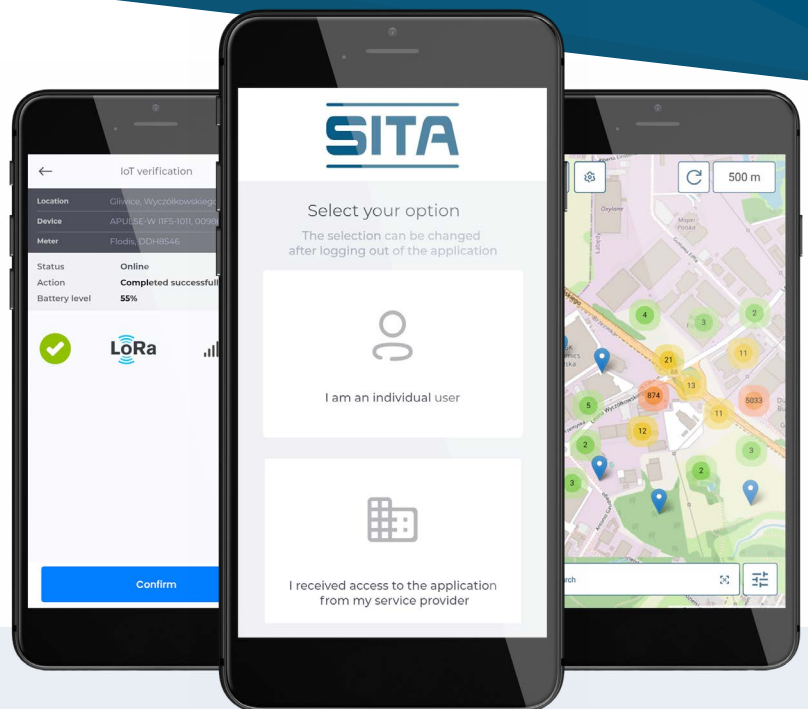 IoT verification
Location Gliwice, Wyczółkowskiego
Device APULSE-W
Meter Flodis, DDH8546
Status Online
Action Completed successfull
Battery level 55%
LoRa
Confirm
SITA
Select your option
The selection can be changed
after logging out of the application
I am an individual user
I received access to the application
from my service provider
500 m
4
3
2
21
11
13
874
5033
5
11
12
2
3
2
3